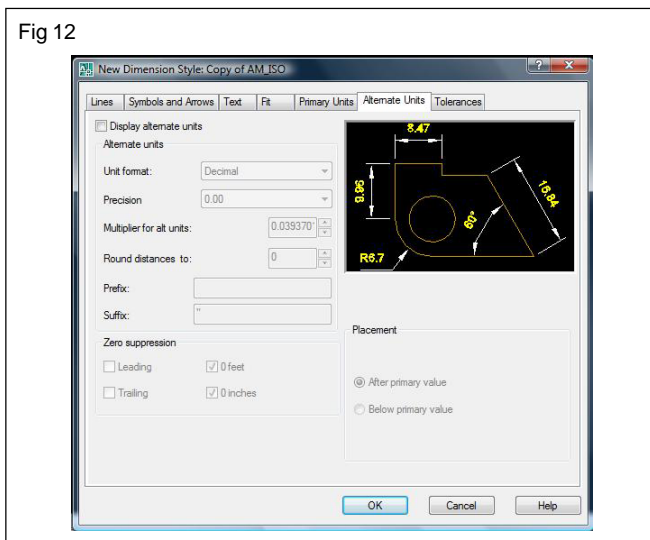 Fig 12
New Dimension Style: Copy of AM_ISO
Lines Symbols and Arrows Text Fit Primary Units Alternate Units Tolerances
Display alternate units
Alternate units
Unit format: Decimal
Precision 0.00
Multiplier for alt units: 0.039370
Round distances to: 0
Prefix:
Suffix: "
Zero suppression
Leading 0 feet
Trailing 0 inches
8.47
9.96
15.84
60°
R6.7
Placement
After primary value
Below primary value
OK Cancel Help